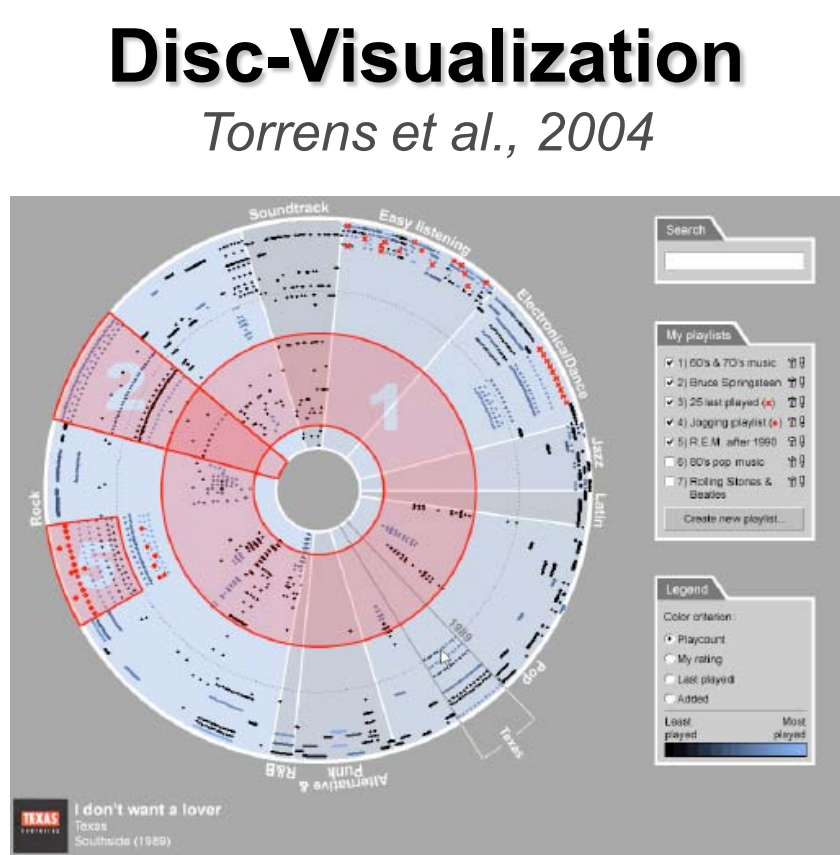 Disc-Visualization
Torrens et al., 2004
Soundtrack
Easy listening
Electronica/Dance
Jazz
Latin
Pop
Texas
1989
Alternative &
Punk
R&B
Rock
1
2
5
Search
My playlists
1) 60's & 70's music
2) Bruce Springsteen
3) 25 last played (x)
4) Jogging playlist (•)
5) R.E.M. after 1990
6) 80's pop music
7) Rolling Stones &
Beatles
Create new playlist...
Legend
Color criterion:
Playcount
My rating
Last played
Added
Least
played
Most
played
TEXAS
I don't want a lover
Texas
Southside (1989)